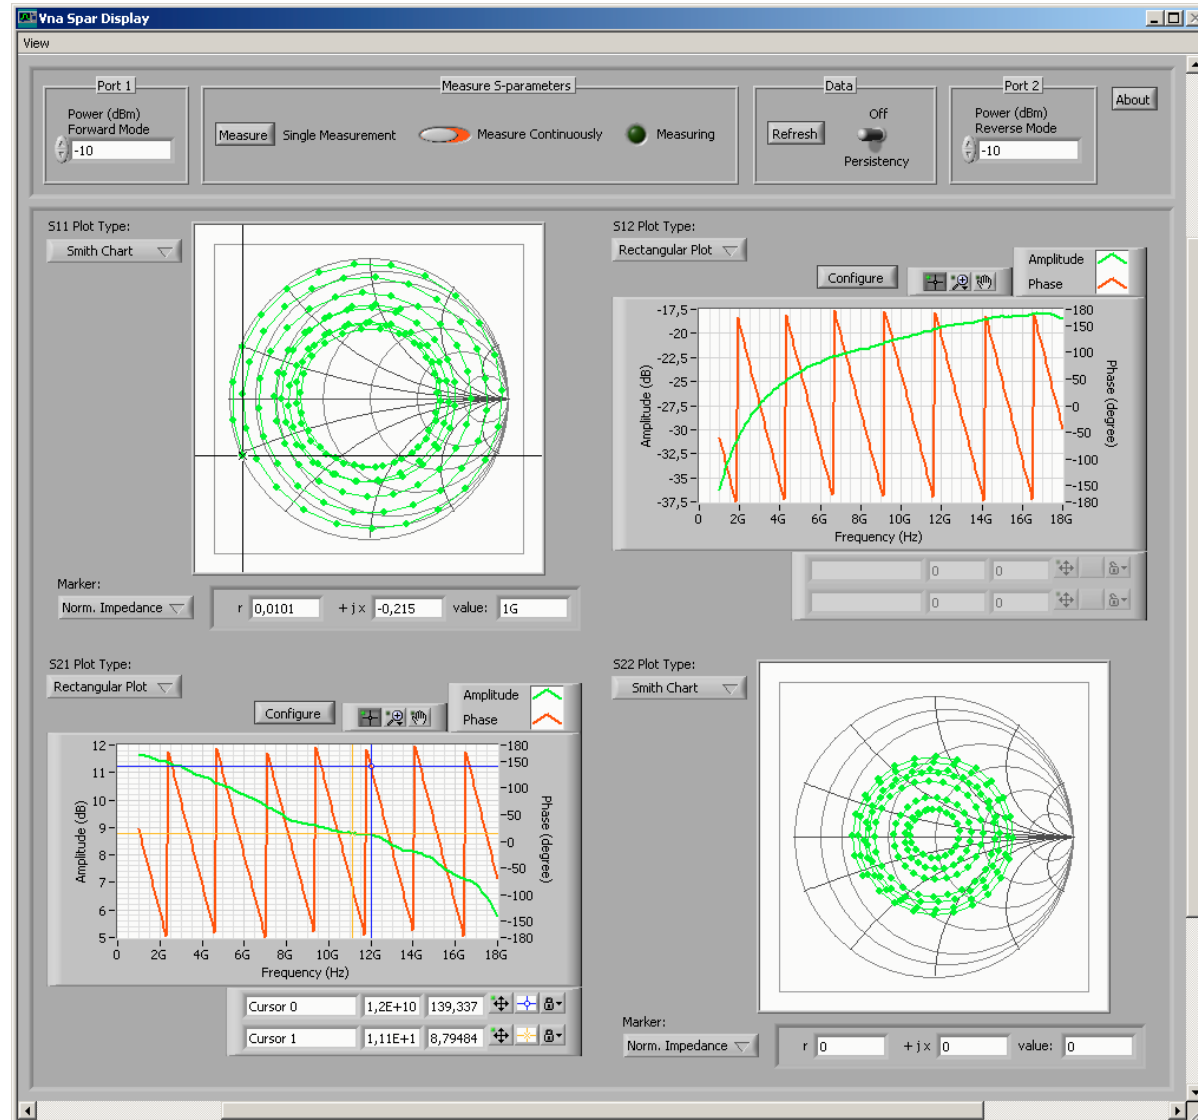 Vna Spar Display
View
Port 1
Power (dBm)
Forward Mode
-10
Measure S-parameters
Measure
Single Measurement
Measure Continuously
Measuring
Data
Refresh
Off
Persistency
Port 2
Power (dBm)
Reverse Mode
-10
About
S11 Plot Type:
Smith Chart
Marker:
Norm. Impedance
r 0,0101 + j x -0,215 value: 1G
S12 Plot Type:
Rectangular Plot
Configure
Amplitude
Phase
-17,5
-20
-22,5
-25
-27,5
-30
-32,5
-35
-37,5
Amplitude (dB)
180
150
100
50
0
-50
-100
-150
-180
Phase (degree)
0 2G 4G 6G 8G 10G 12G 14G 16G 18G
Frequency (Hz)
0 0
0 0
S21 Plot Type:
Rectangular Plot
Configure
Amplitude
Phase
12
11
10
9
8
7
6
5
Amplitude (dB)
180
150
100
50
0
-50
-100
-150
-180
Phase (degree)
0 2G 4G 6G 8G 10G 12G 14G 16G 18G
Frequency (Hz)
Cursor 0 1,2E+10 139,337
Cursor 1 1,11E+1 8,79484
S22 Plot Type:
Smith Chart
Marker:
Norm. Impedance
r 0 + j x 0 value: 0